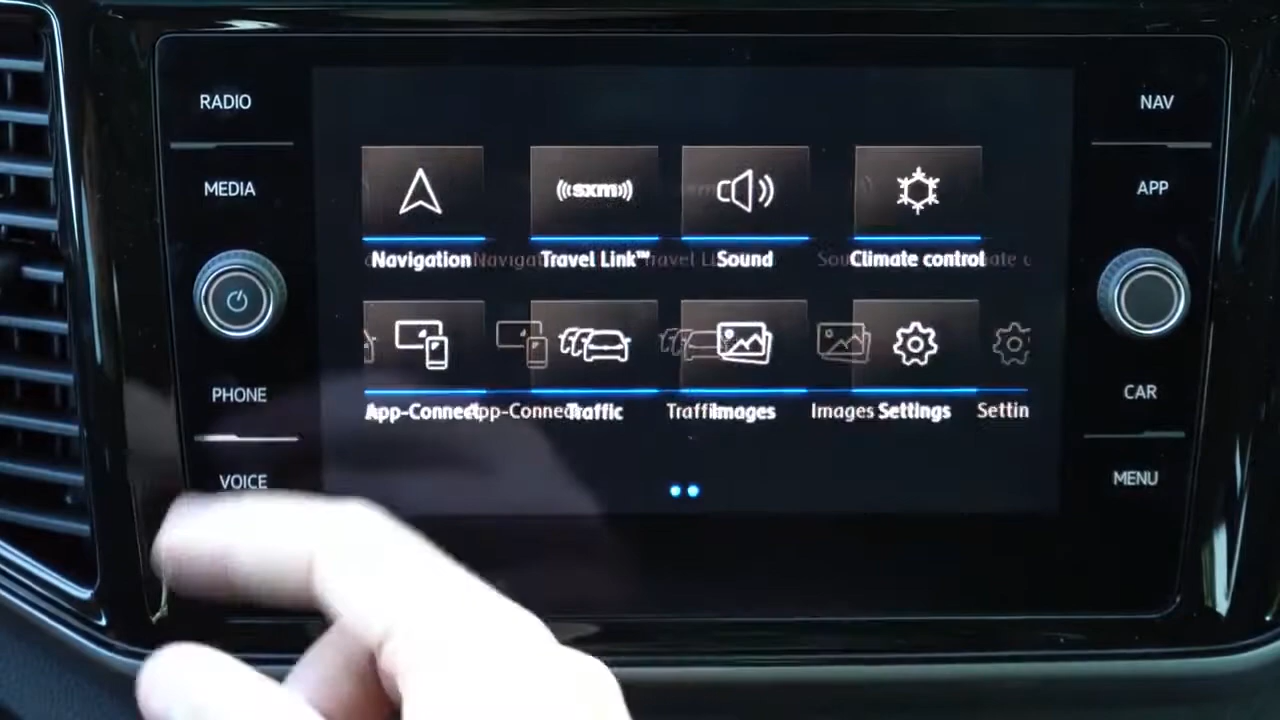 RADIO
NAV
MEDIA
APP
((sxm))
Navigation Travel Link™ Sound Climate control
App-Connect Traffic Images Settings
PHONE
CAR
VOICE
MENU